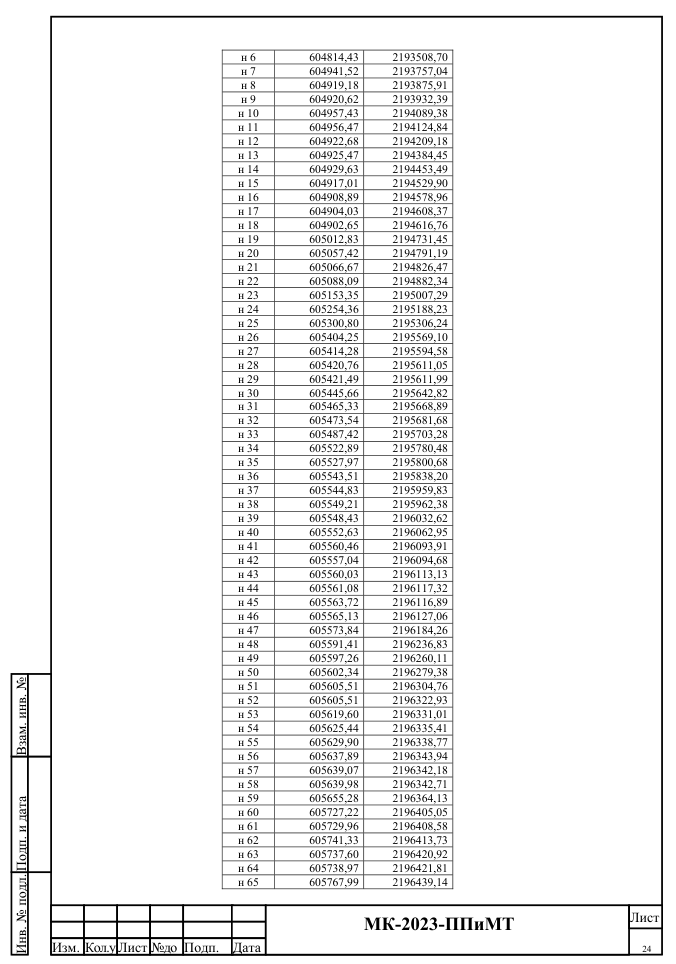 н 6 604814,43 2193508,70
н 7 604941,52 2193757,04
н 8 604919,18 2193875,91
н 9 604920,62 2193932,39
н 10 604957,43 2194089,38
н 11 604956,47 2194124,84
н 12 604922,68 2194209,18
н 13 604925,47 2194384,45
н 14 604929,63 2194453,49
н 15 604917,01 2194529,90
н 16 604908,89 2194578,96
н 17 604904,03 2194608,37
н 18 604902,65 2194616,76
н 19 605012,83 2194731,45
н 20 605057,42 2194791,19
н 21 605066,67 2194826,47
н 22 605088,09 2194882,34
н 23 605153,35 2195007,29
н 24 605254,36 2195188,23
н 25 605300,80 2195306,24
н 26 605404,25 2195569,10
н 27 605414,28 2195594,58
н 28 605420,76 2195611,05
н 29 605421,49 2195611,99
н 30 605445,66 2195642,82
н 31 605465,33 2195668,89
н 32 605473,54 2195681,68
н 33 605487,42 2195703,28
н 34 605522,89 2195780,48
н 35 605527,97 2195800,68
н 36 605543,51 2195838,20
н 37 605544,83 2195959,83
н 38 605549,21 2195962,38
н 39 605548,43 2196032,62
н 40 605552,63 2196062,95
н 41 605560,46 2196093,91
н 42 605557,04 2196094,68
н 43 605560,03 2196113,13
н 44 605561,08 2196117,32
н 45 605563,72 2196116,89
н 46 605565,13 2196127,06
н 47 605573,84 2196184,26
н 48 605591,41 2196236,83
н 49 605597,26 2196260,11
н 50 605602,34 2196279,38
н 51 605605,51 2196304,76
н 52 605605,51 2196322,93
н 53 605619,60 2196331,01
н 54 605625,44 2196335,41
н 55 605629,90 2196338,77
н 56 605637,89 2196343,94
н 57 605639,07 2196342,18
н 58 605639,98 2196342,71
н 59 605655,28 2196364,13
н 60 605727,22 2196405,05
н 61 605729,96 2196408,58
н 62 605741,33 2196413,73
н 63 605737,60 2196420,92
н 64 605738,97 2196421,81
н 65 605767,99 2196439,14
Взам. инв. №
Подп. и дата
Инв. № подл.
Изм. Кол.у Лист №до Подп. Дата
МК-2023-ППиМТ
Лист
24